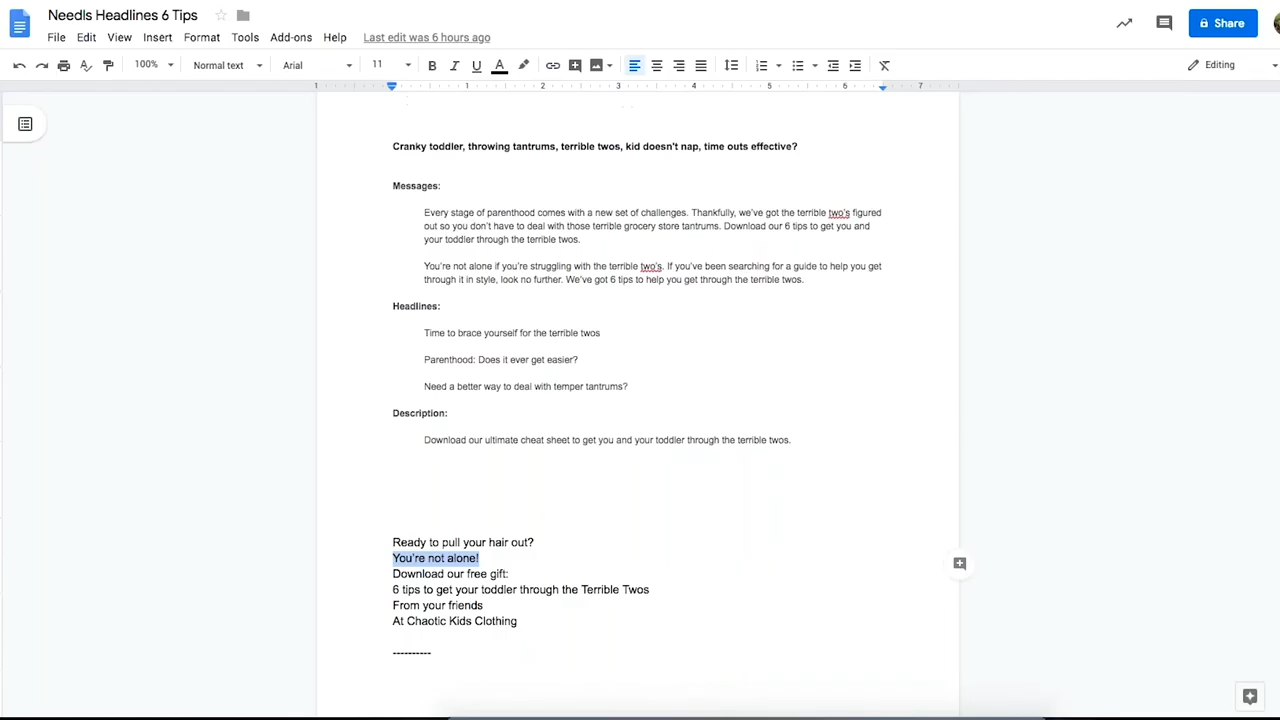 Needls Headlines 6 Tips
File Edit View Insert Format Tools Add-ons Help Last edit was 6 hours ago
Share
100% Normal text Arial 11 B I U A Editing
1 1 2 3 4 5 6 7
Cranky toddler, throwing tantrums, terrible twos, kid doesn't nap, time outs effective?
Messages:
Every stage of parenthood comes with a new set of challenges. Thankfully, we've got the terrible two's figured
out so you don't have to deal with those terrible grocery store tantrums. Download our 6 tips to get you and
your toddler through the terrible twos.
You're not alone if you're struggling with the terrible two's. If you've been searching for a guide to help you get
through it in style, look no further. We've got 6 tips to help you get through the terrible twos.
Headlines:
Time to brace yourself for the terrible twos
Parenthood: Does it ever get easier?
Need a better way to deal with temper tantrums?
Description:
Download our ultimate cheat sheet to get you and your toddler through the terrible twos.
Ready to pull your hair out?
You're not alone!
Download our free gift:
6 tips to get your toddler through the Terrible Twos
From your friends
At Chaotic Kids Clothing
----------